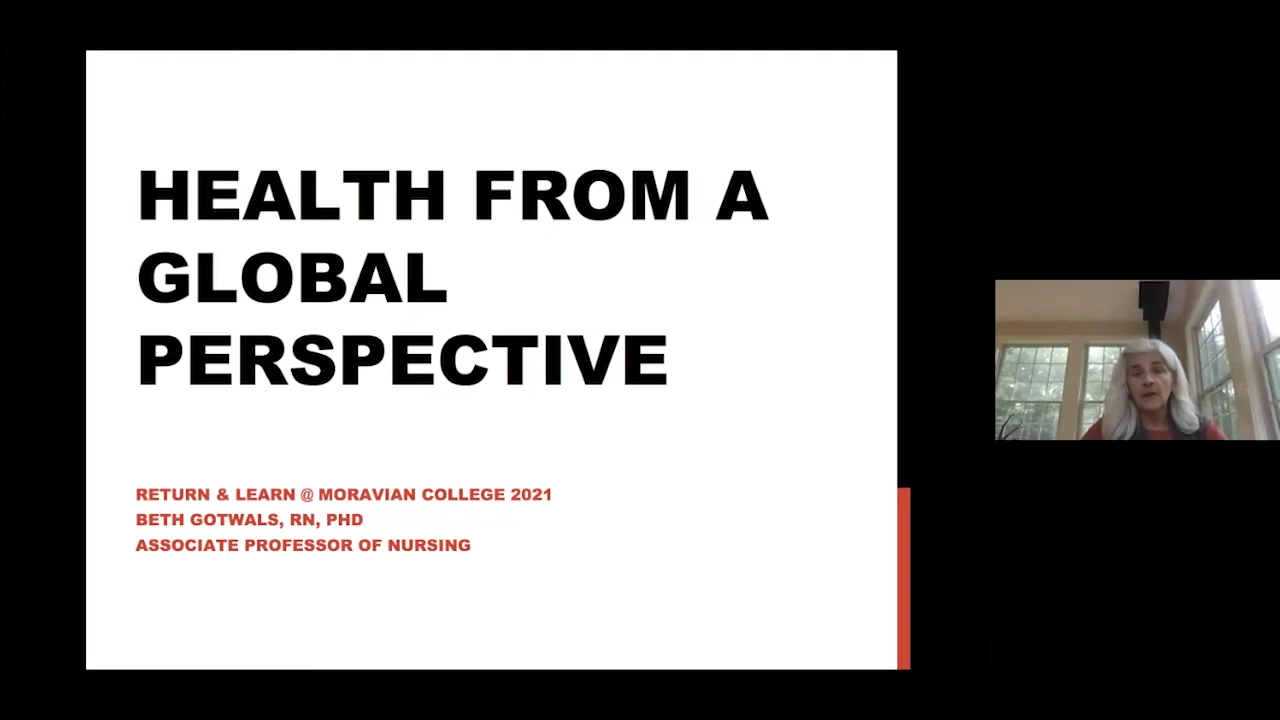 HEALTH FROM A
GLOBAL
PERSPECTIVE
RETURN & LEARN @ MORAVIAN COLLEGE 2021
BETH GOTWALS, RN, PHD
ASSOCIATE PROFESSOR OF NURSING